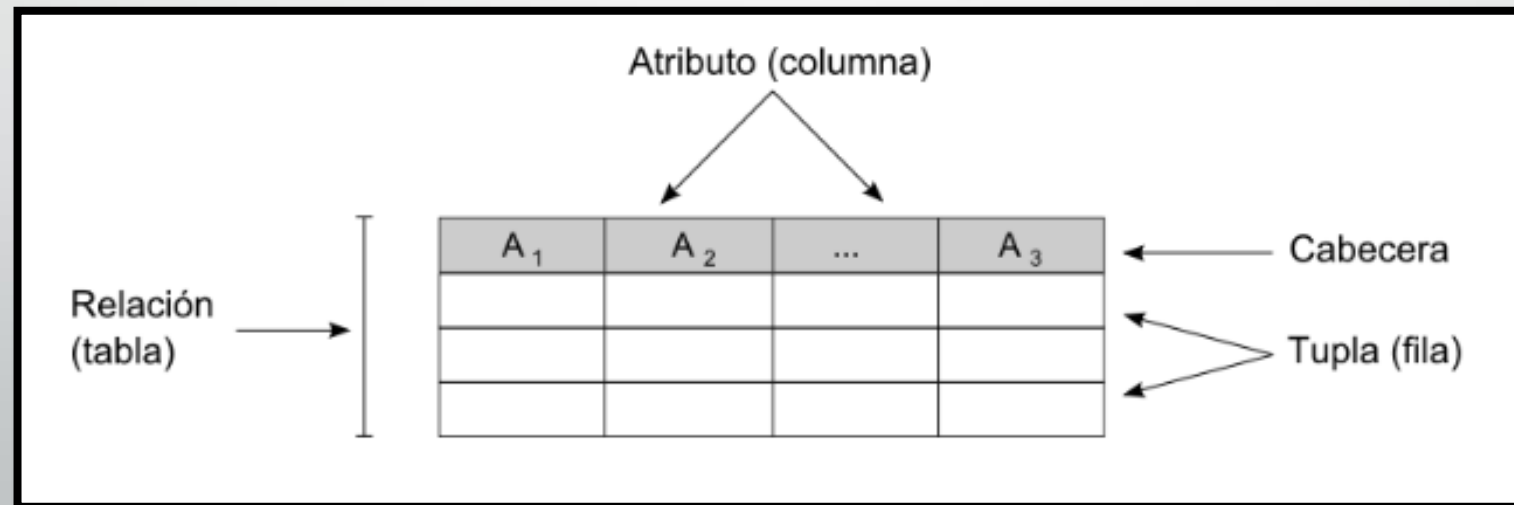 Atributo (columna)
A 1 A 2 ... A 3
Cabecera
Relación
(tabla)
Tupla (fila)